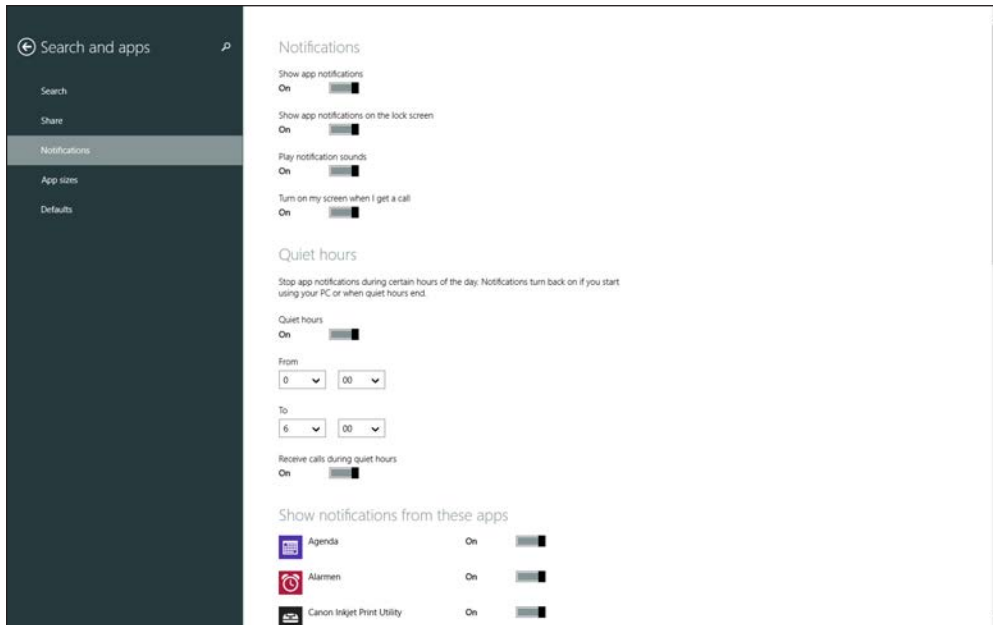 Search and apps
Search
Share
Notifications
App sizes
Defaults
Notifications
Show app notifications
On
Show app notifications on the lock screen
On
Play notification sounds
On
Turn on my screen when I get a call
On
Quiet hours
Stop app notifications during certain hours of the day. Notifications turn back on if you start
using your PC or when quiet hours end.
Quiet hours
On
From
0 00
To
6 00
Receive calls during quiet hours
On
Show notifications from these apps
Agenda On
Alarmen On
Canon Inkjet Print Utility On